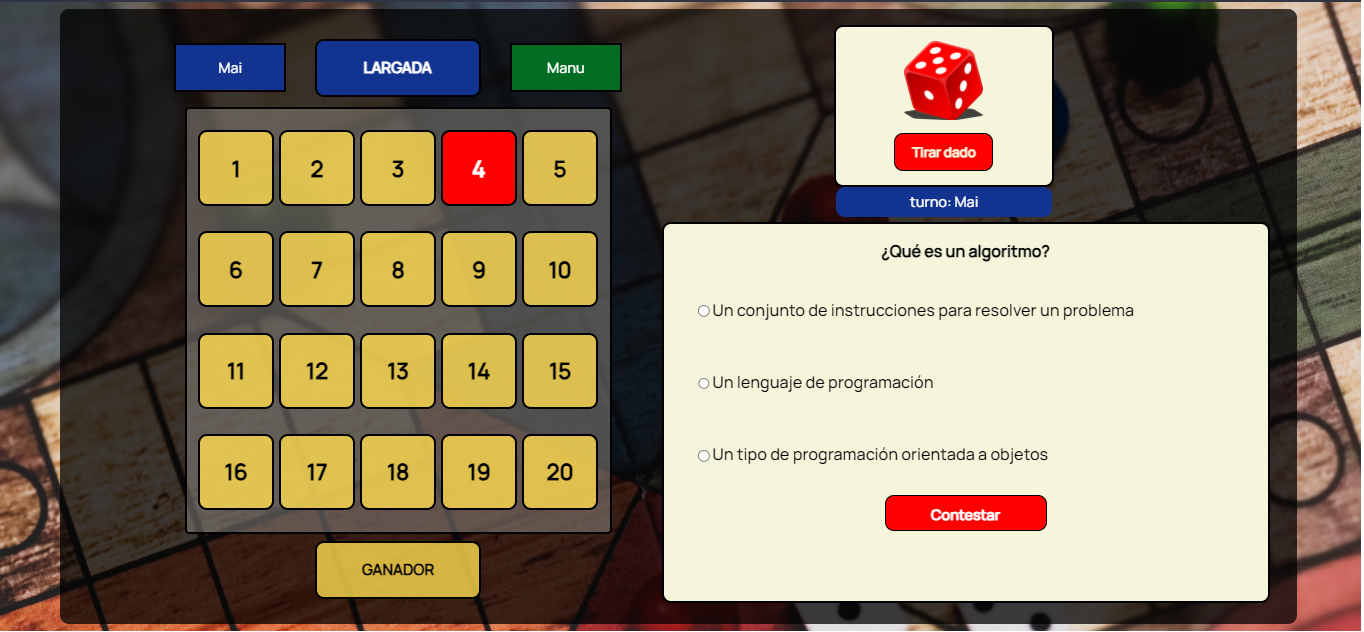 Mai
LARGADA
Manu
1 2 3 4 5
6 7 8 9 10
11 12 13 14 15
16 17 18 19 20
GANADOR
Tirar dado
turno: Mai
¿Qué es un algoritmo?
Un conjunto de instrucciones para resolver un problema
Un lenguaje de programación
Un tipo de programación orientada a objetos
Contestar